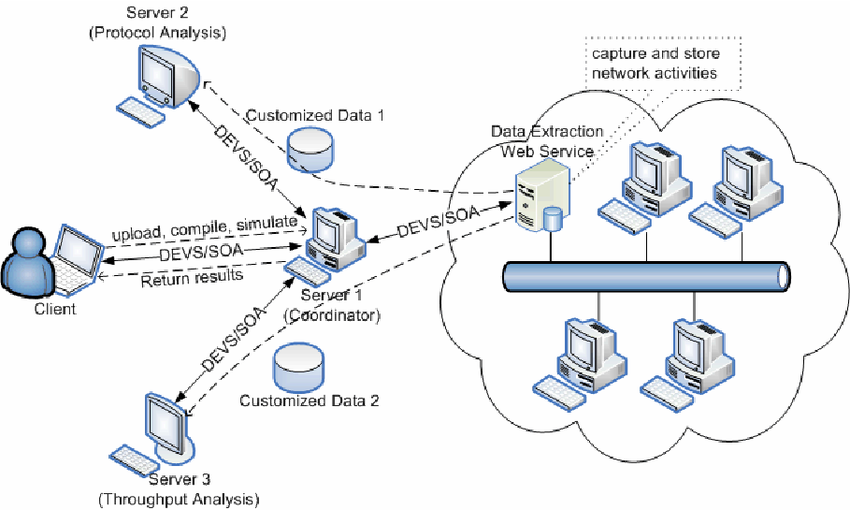 Server 2
(Protocol Analysis)
capture and store
network activities
Customized Data 1
Data Extraction
Web Service
DEVS/SOA
upload, compile, simulate
DEVS/SOA
DEVS/SOA
Return results
Client
Server 1
(Coordinator)
DEVS/SOA
Customized Data 2
Server 3
(Throughput Analysis)